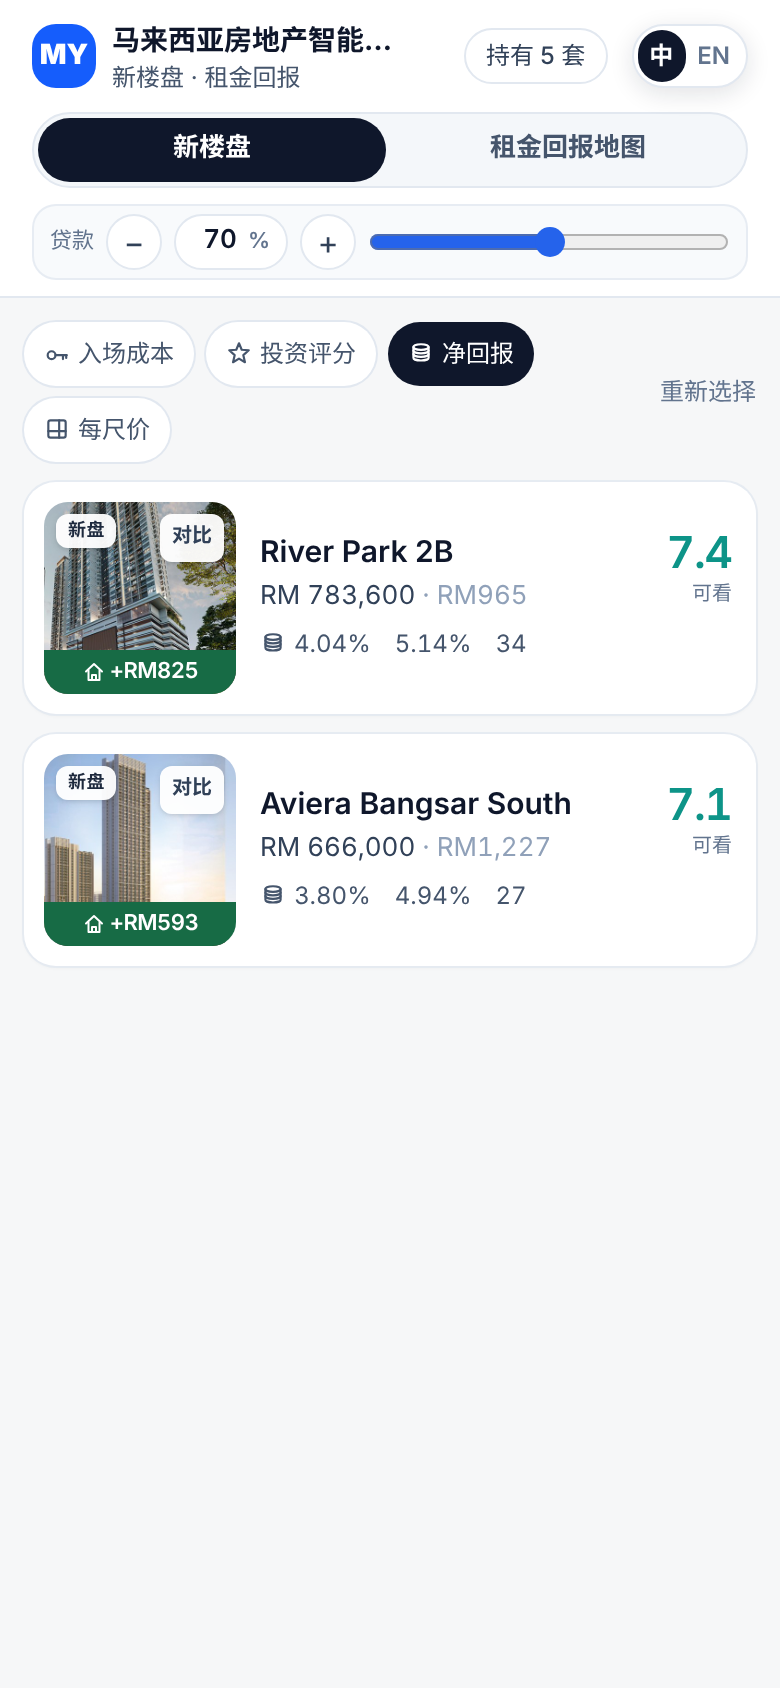 MY
马来西亚房地产智能...
新楼盘 · 租金回报
持有 5 套
中 EN
新楼盘 租金回报地图
贷款 − 70 % +
入场成本 投资评分 净回报
重新选择
每尺价
新盘 对比
+RM825
River Park 2B
RM 783,600 · RM965
4.04% 5.14% 34
7.4
可看
新盘 对比
+RM593
Aviera Bangsar South
RM 666,000 · RM1,227
3.80% 4.94% 27
7.1
可看